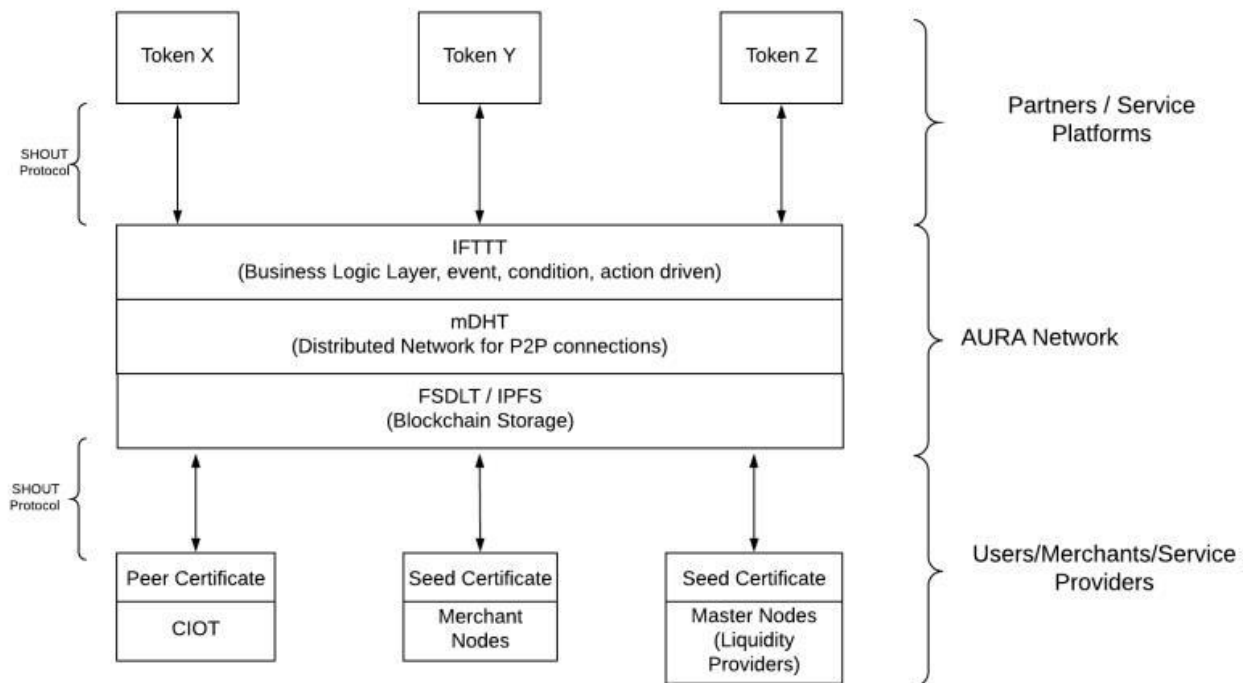 Token X
Token Y
Token Z
Partners / Service
Platforms
SHOUT
Protocol
IFTTT
(Business Logic Layer, event, condition, action driven)
mDHT
(Distributed Network for P2P connections)
AURA Network
FSDLT / IPFS
(Blockchain Storage)
SHOUT
Protocol
Peer Certificate
CIOT
Seed Certificate
Merchant
Nodes
Seed Certificate
Master Nodes
(Liquidity
Providers)
Users/Merchants/Service
Providers